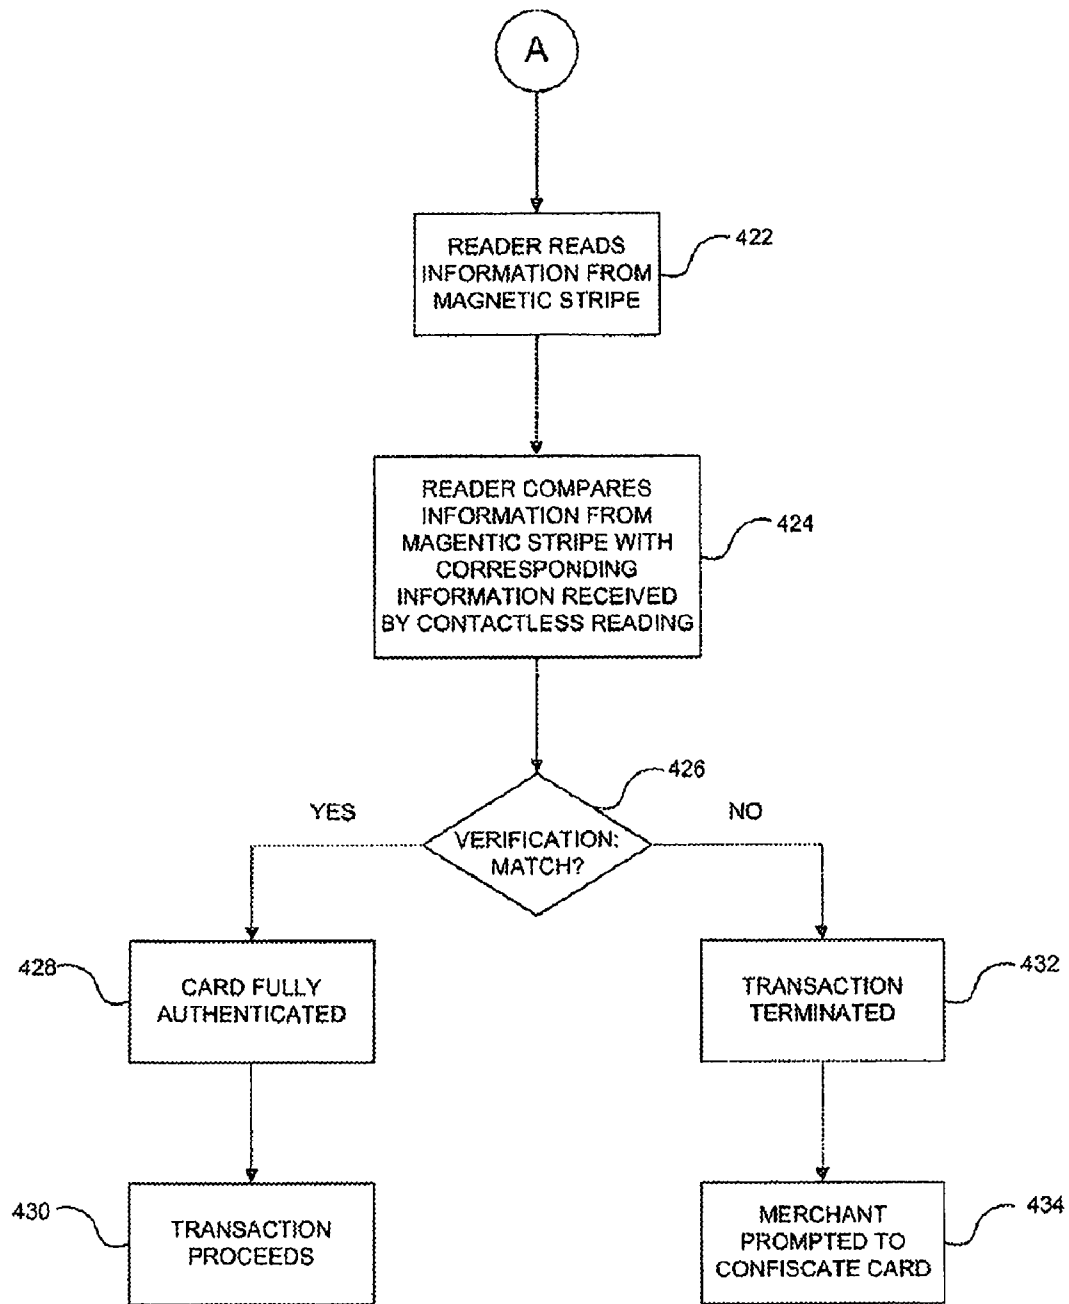 A
READER READS
INFORMATION FROM
MAGNETIC STRIPE
422
READER COMPARES
INFORMATION FROM
MAGENTIC STRIPE WITH
CORRESPONDING
INFORMATION RECEIVED
BY CONTACTLESS READING
424
426
YES
NO
VERIFICATION:
MATCH?
428
CARD FULLY
AUTHENTICATED
TRANSACTION
TERMINATED
432
430
TRANSACTION
PROCEEDS
MERCHANT
PROMPTED TO
CONFISCATE CARD
434